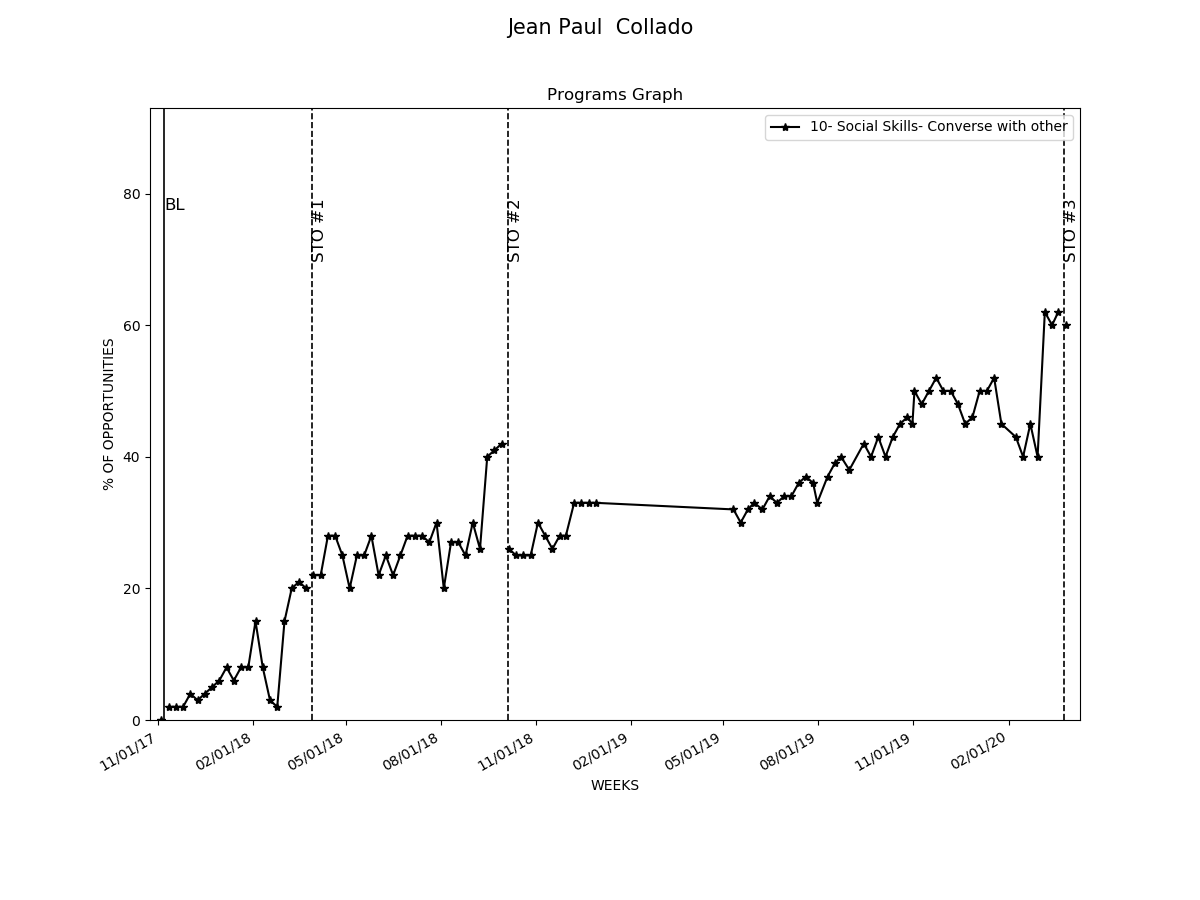 Jean Paul  Collado
Programs Graph
10- Social Skills- Converse with other
80
60
40
20
0
% OF OPPORTUNITIES
BL
STO #1
STO #2
STO #3
11/01/17
02/01/18
05/01/18
08/01/18
11/01/18
02/01/19
05/01/19
08/01/19
11/01/19
02/01/20
WEEKS